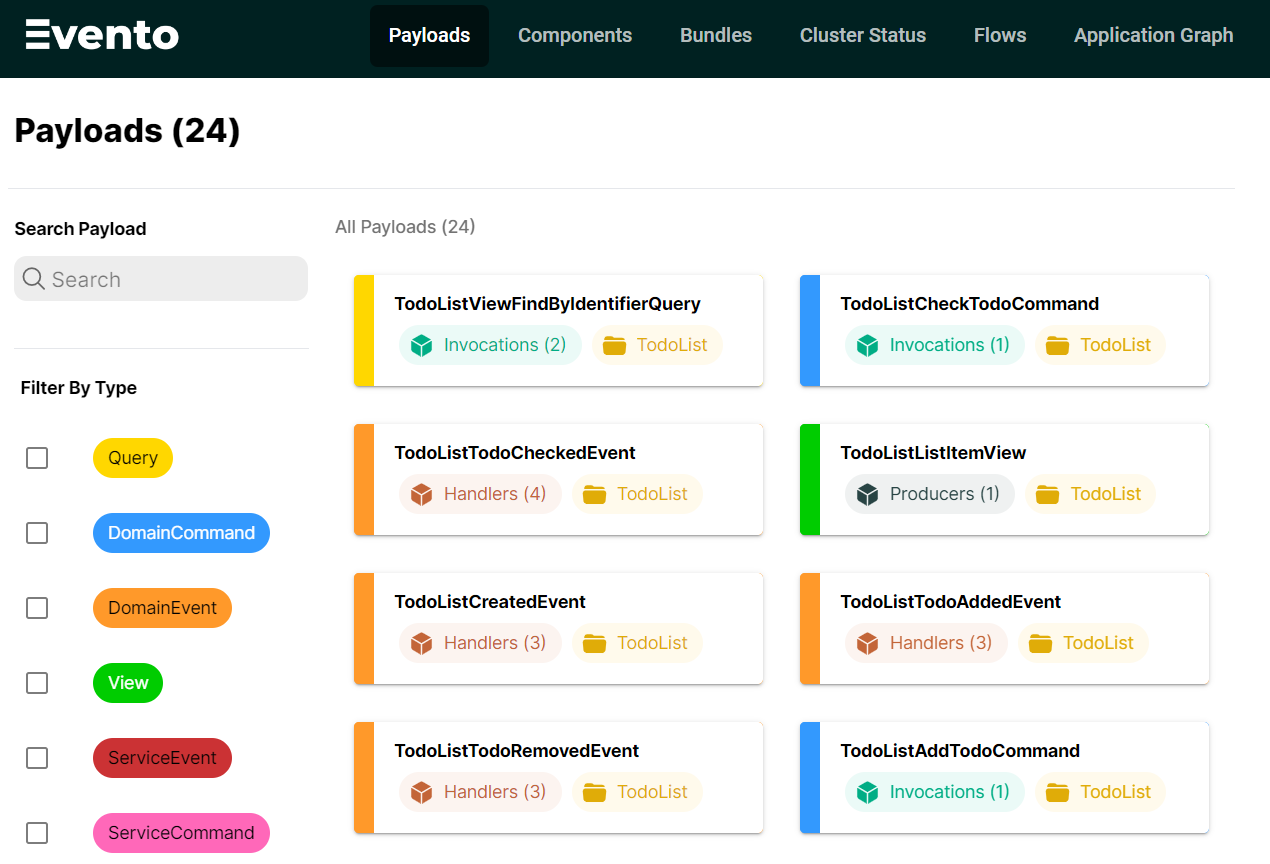 Evento
Payloads Components Bundles Cluster Status Flows Application Graph
Payloads (24)
Search Payload
Search
Filter By Type
Query
DomainCommand
DomainEvent
View
ServiceEvent
ServiceCommand
All Payloads (24)
TodoListViewFindByIdentifierQuery
Invocations (2) TodoList
TodoListCheckTodoCommand
Invocations (1) TodoList
TodoListTodoCheckedEvent
Handlers (4) TodoList
TodoListListItemView
Producers (1) TodoList
TodoListCreatedEvent
Handlers (3) TodoList
TodoListTodoAddedEvent
Handlers (3) TodoList
TodoListTodoRemovedEvent
Handlers (3) TodoList
TodoListAddTodoCommand
Invocations (1) TodoList